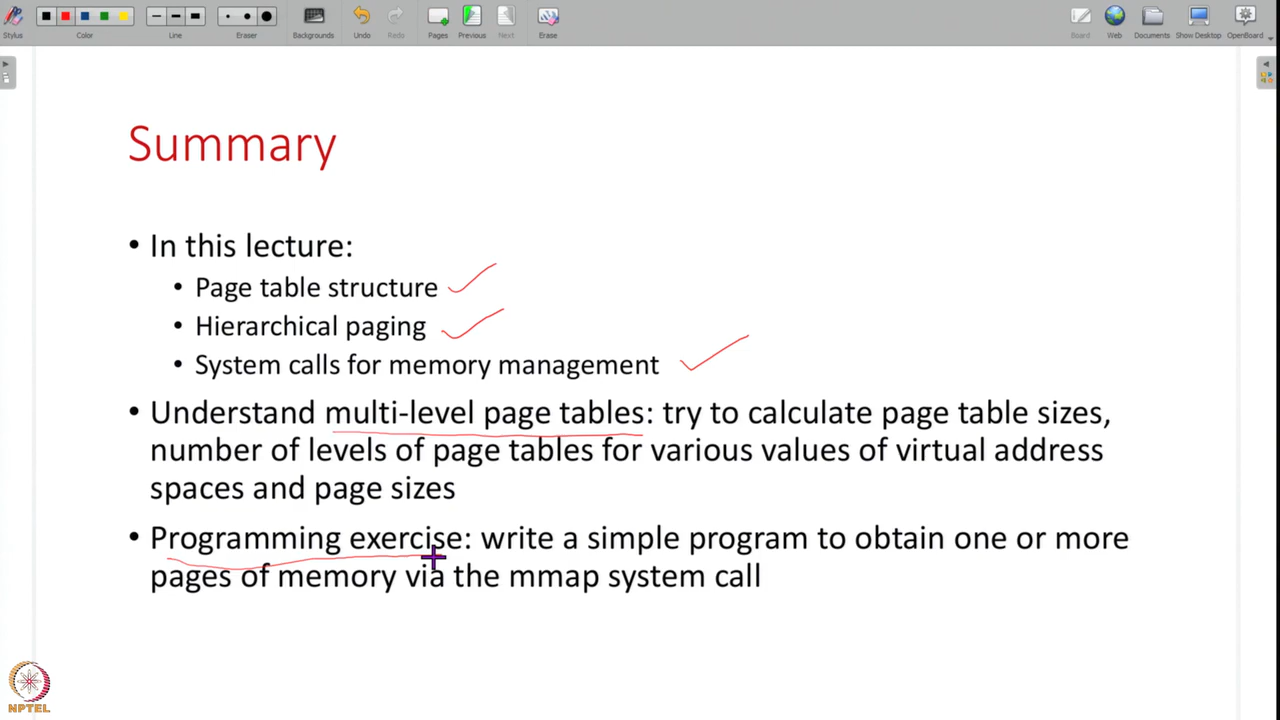 Stylus
Color
Line
Eraser
Backgrounds
Undo
Redo
Pages
Previous
Next
Erase
Board
Web
Documents
Show Desktop
OpenBoard
Summary
• In this lecture:
• Page table structure
• Hierarchical paging
• System calls for memory management
• Understand multi-level page tables: try to calculate page table sizes,
number of levels of page tables for various values of virtual address
spaces and page sizes
• Programming exercise: write a simple program to obtain one or more
pages of memory via the mmap system call
NPTEL